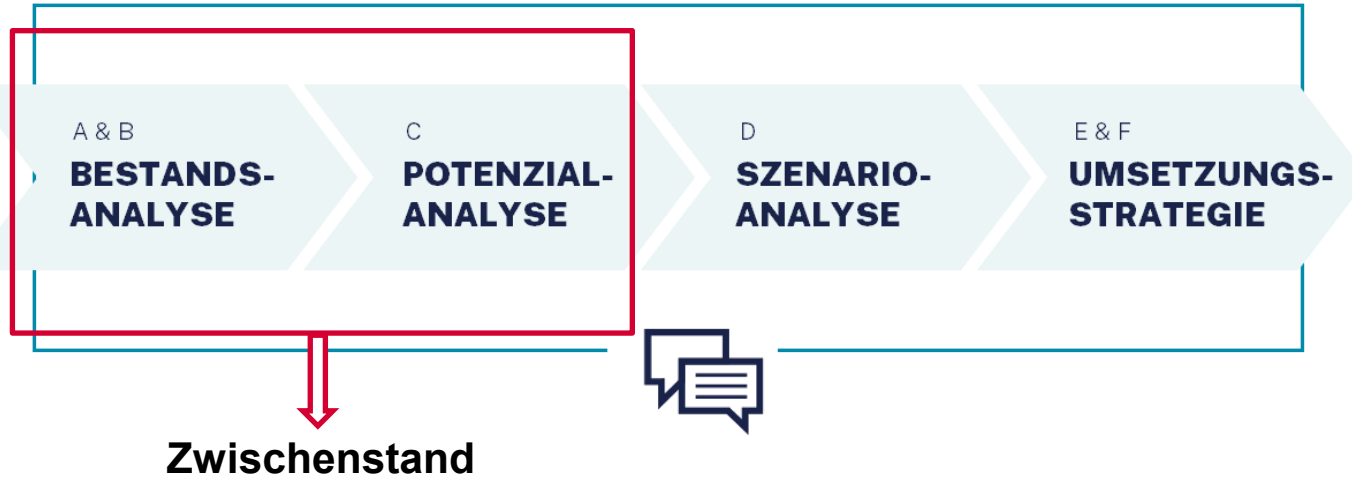 A & B
BESTANDS-
ANALYSE
C
POTENZIAL-
ANALYSE
D
SZENARIO-
ANALYSE
E & F
UMSETZUNGS-
STRATEGIE
Zwischenstand